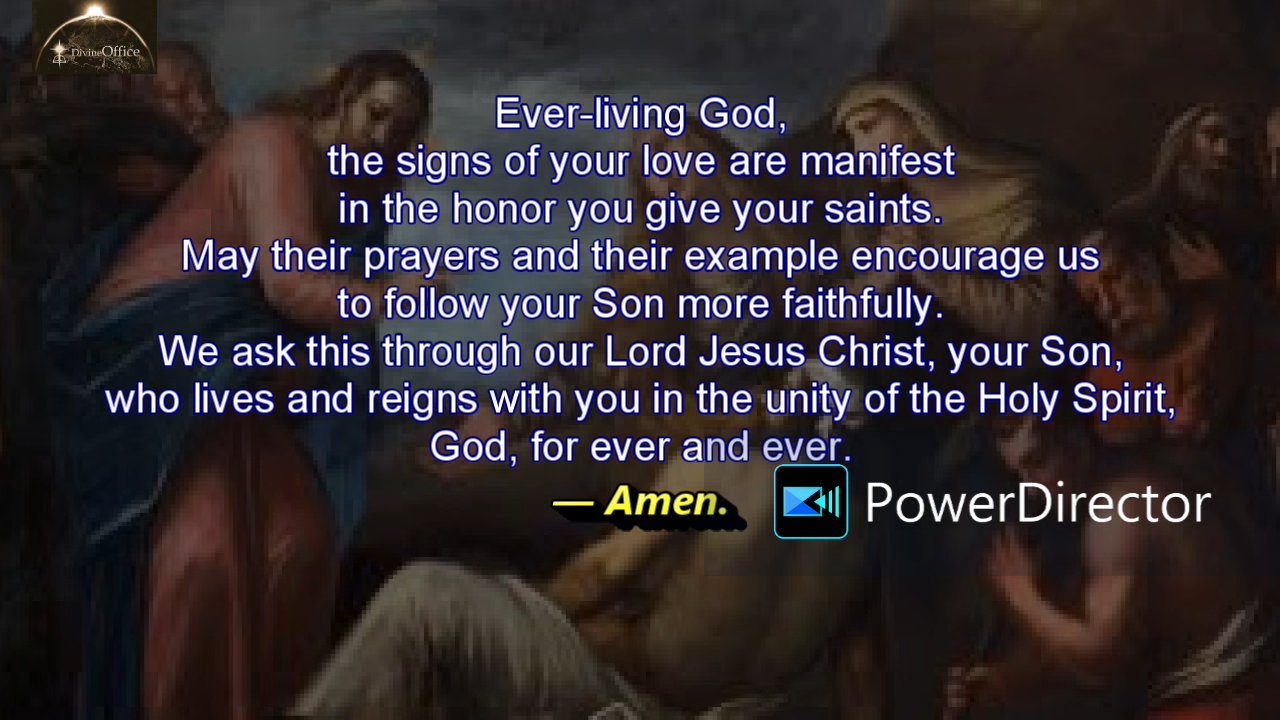 DivineOffice
Ever-living God,
the signs of your love are manifest
in the honor you give your saints.
May their prayers and their example encourage us
to follow your Son more faithfully.
We ask this through our Lord Jesus Christ, your Son,
who lives and reigns with you in the unity of the Holy Spirit,
God, for ever and ever.
— Amen.
PowerDirector